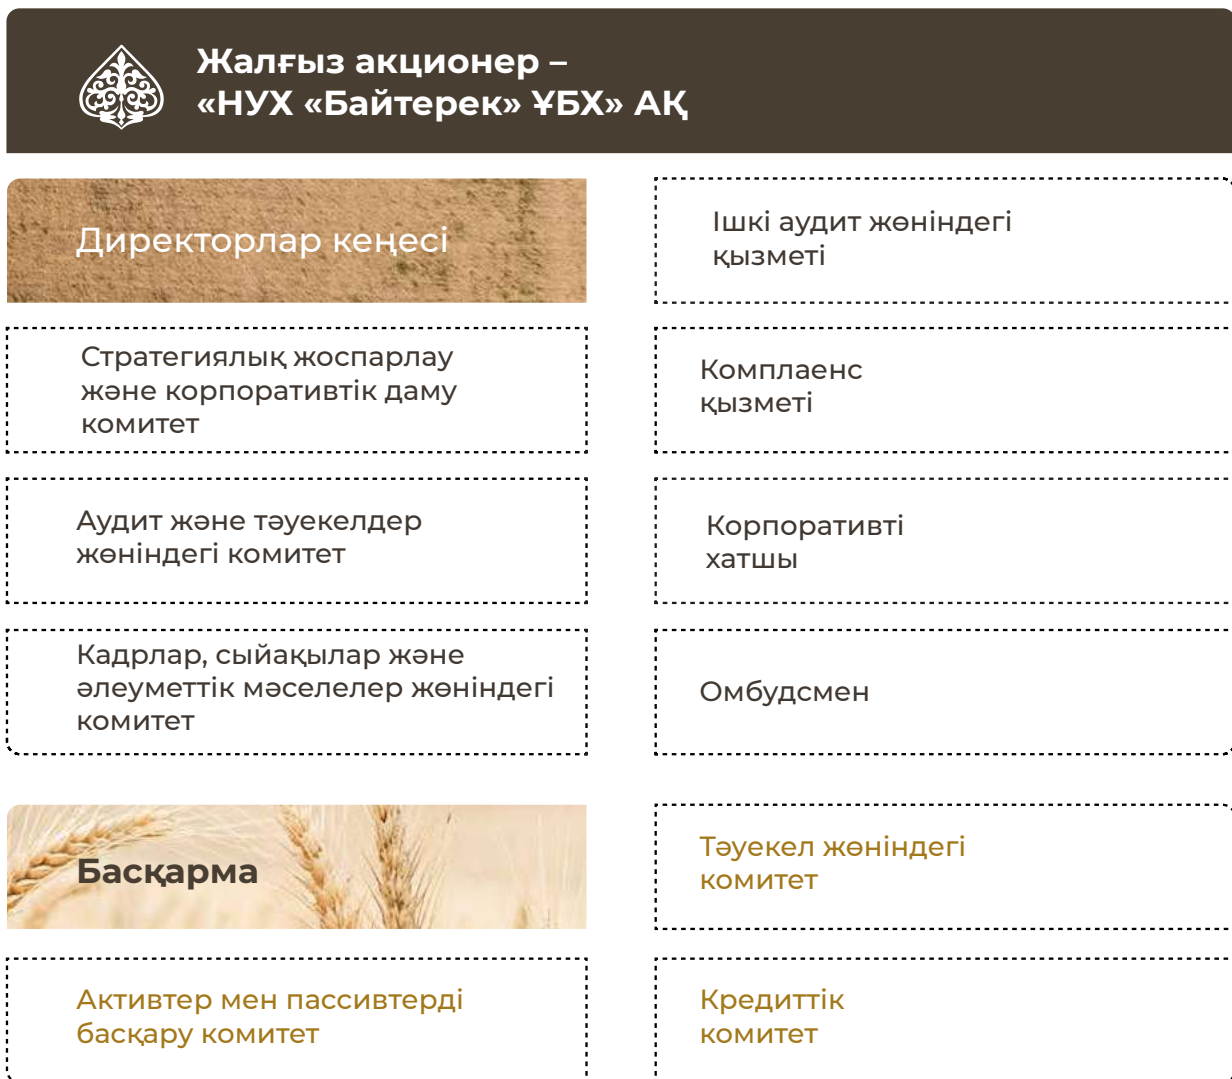 Жалғыз акционер –
«НУХ «Байтерек» ҰБХ» АҚ
Директорлар кеңесі
Ішкі аудит жөніндегі
қызметі
Стратегиялық жоспарлау
және корпоративтік даму
комитет
Комплаенс
қызметі
Аудит және тәуекелдер
жөніндегі комитет
Корпоративті
хатшы
Кадрлар, сыйақылар және
әлеуметтік мәселелер жөніндегі
комитет
Омбудсмен
Басқарма
Тәуекел жөніндегі
комитет
Активтер мен пассивтерді
басқару комитет
Кредиттік
комитет